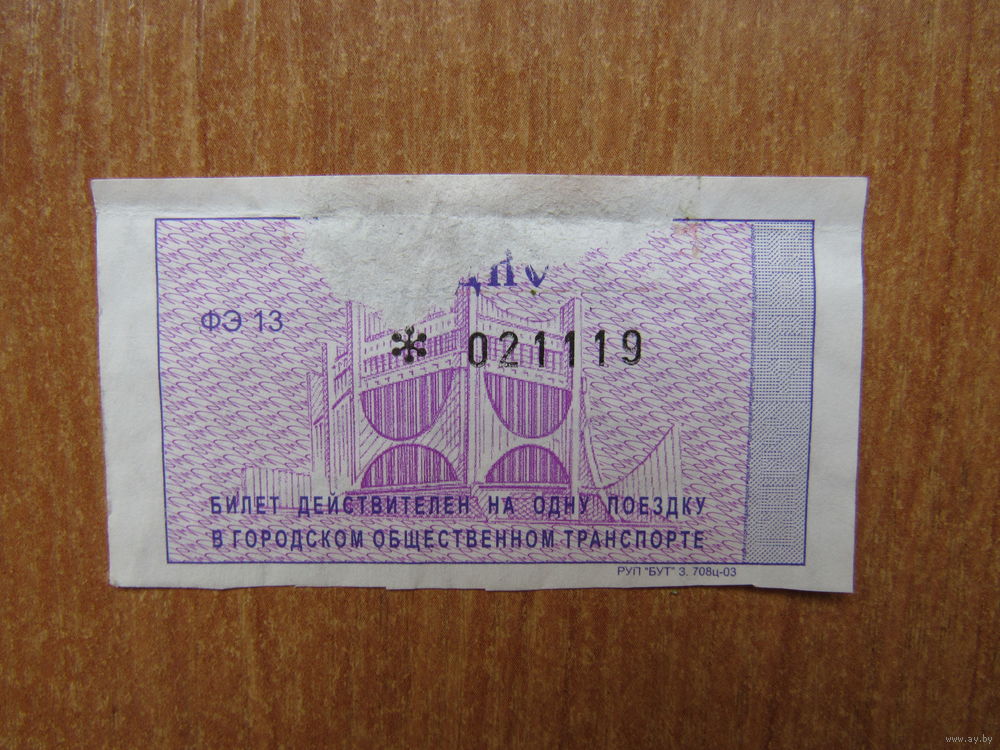 ФЭ 13
* 021119
БИЛЕТ ДЕЙСТВИТЕЛЕН НА ОДНУ ПОЕЗДКУ
В ГОРОДСКОМ ОБЩЕСТВЕННОМ ТРАНСПОРТЕ
РУП "БУТ" З. 708ц-03
www.ay.by